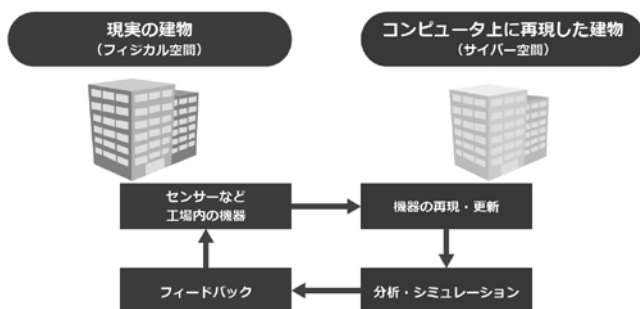 現実の建物
（フィジカル空間）
コンピュータ上に再現した建物
（サイバー空間）
センサーなど
工場内の機器
機器の再現・更新
フィードバック
分析・シミュレーション